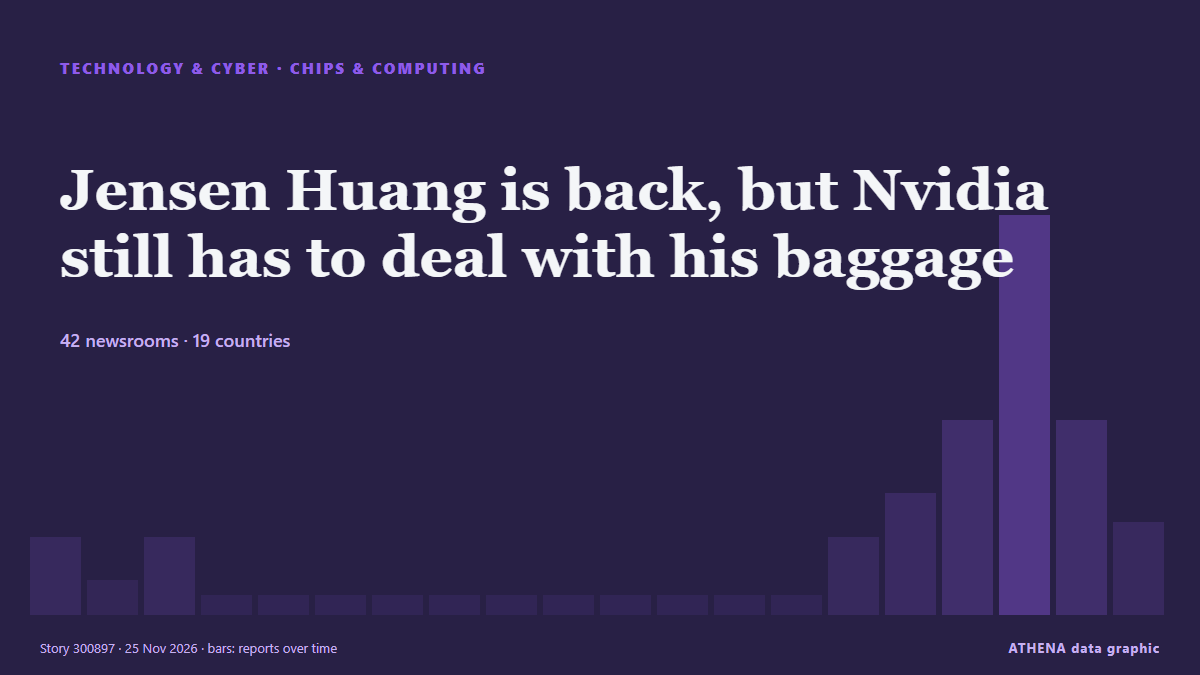 TECHNOLOGY & CYBER · CHIPS & COMPUTING
Jensen Huang is back, but Nvidia
still has to deal with his baggage
42 newsrooms · 19 countries
Story 300897 · 25 Nov 2026 · bars: reports over time
ATHENA data graphic